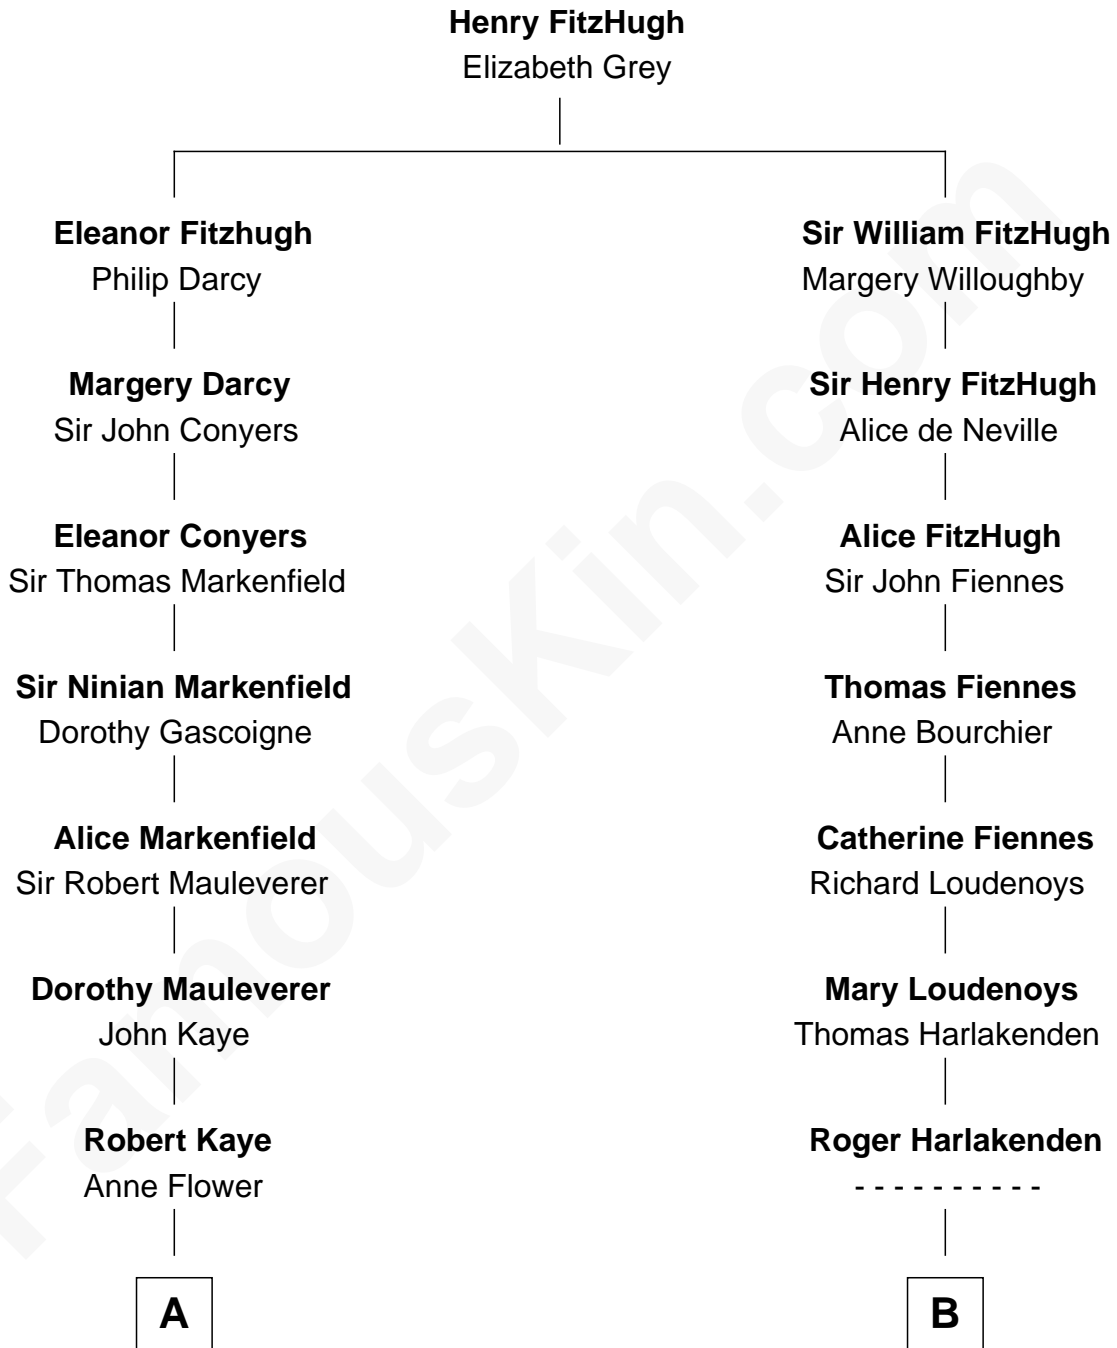 Henry FitzHugh
Elizabeth Grey
Eleanor Fitzhugh
Philip Darcy
Sir William FitzHugh
Margery Willoughby
Margery Darcy
Sir John Conyers
Sir Henry FitzHugh
Alice de Neville
Eleanor Conyers
Sir Thomas Markenfield
Alice FitzHugh
Sir John Fiennes
Sir Ninian Markenfield
Dorothy Gascoigne
Thomas Fiennes
Anne Bourchier
Alice Markenfield
Sir Robert Mauleverer
Catherine Fiennes
Richard Loudenoys
Dorothy Mauleverer
John Kaye
Mary Loudenoys
Thomas Harlakenden
Robert Kaye
Anne Flower
Roger Harlakenden
- - - - - - - - - -
A
B
FamousKin.com